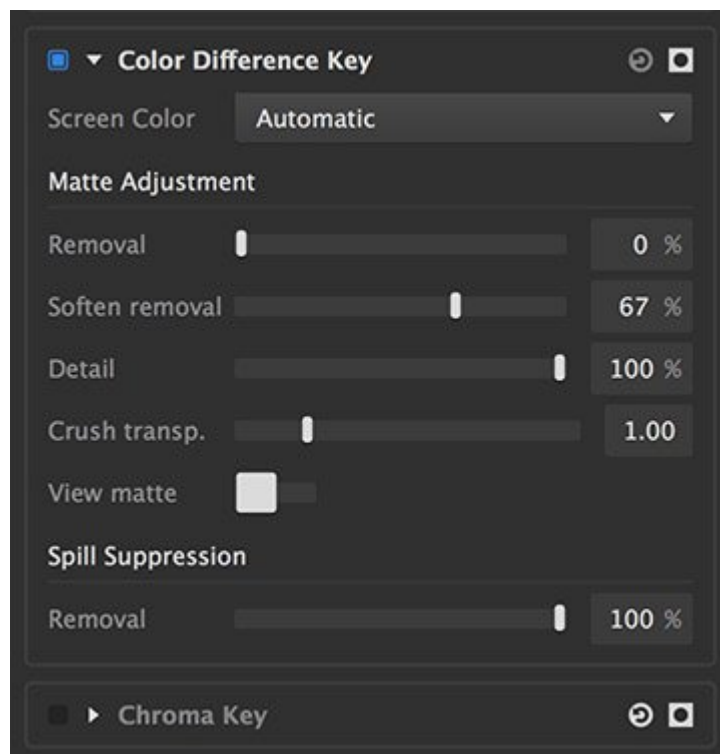 Color Difference Key
Screen Color Automatic
Matte Adjustment
Removal 0 %
Soften removal 67 %
Detail 100 %
Crush transp. 1.00
View matte
Spill Suppression
Removal 100 %
Chroma Key